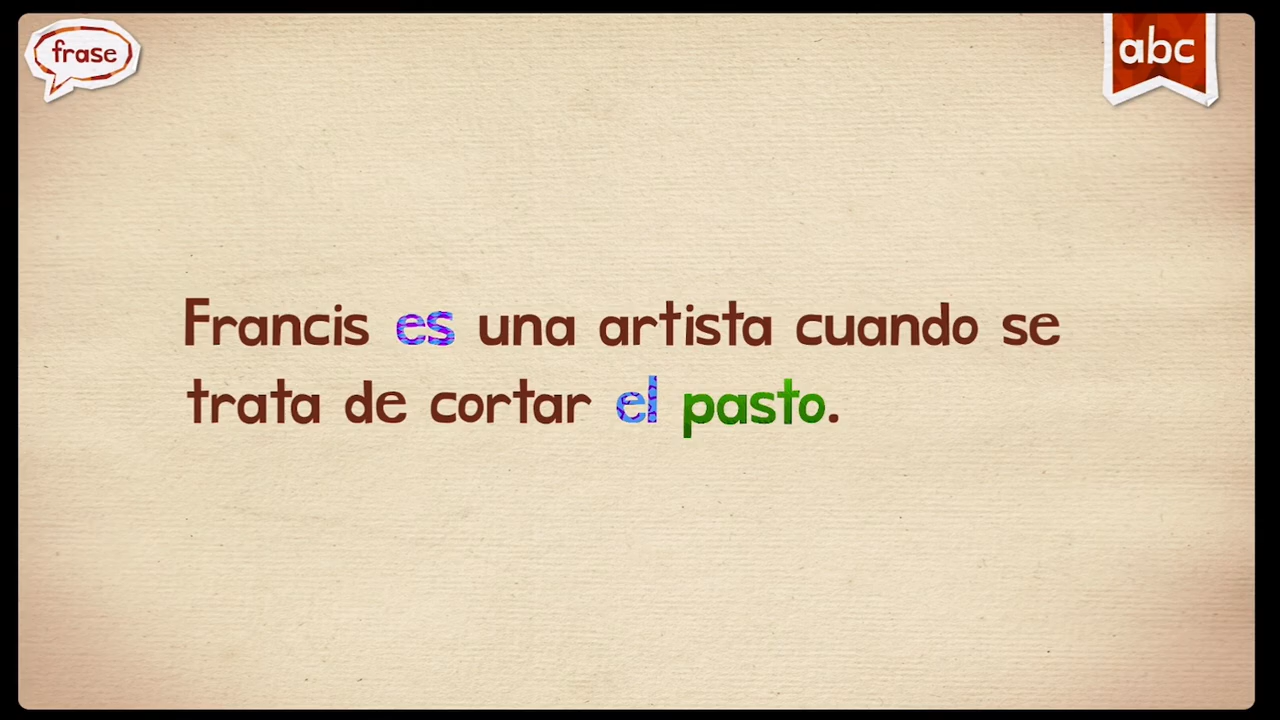 frase
abc
Francis es una artista cuando se
trata de cortar el pasto.